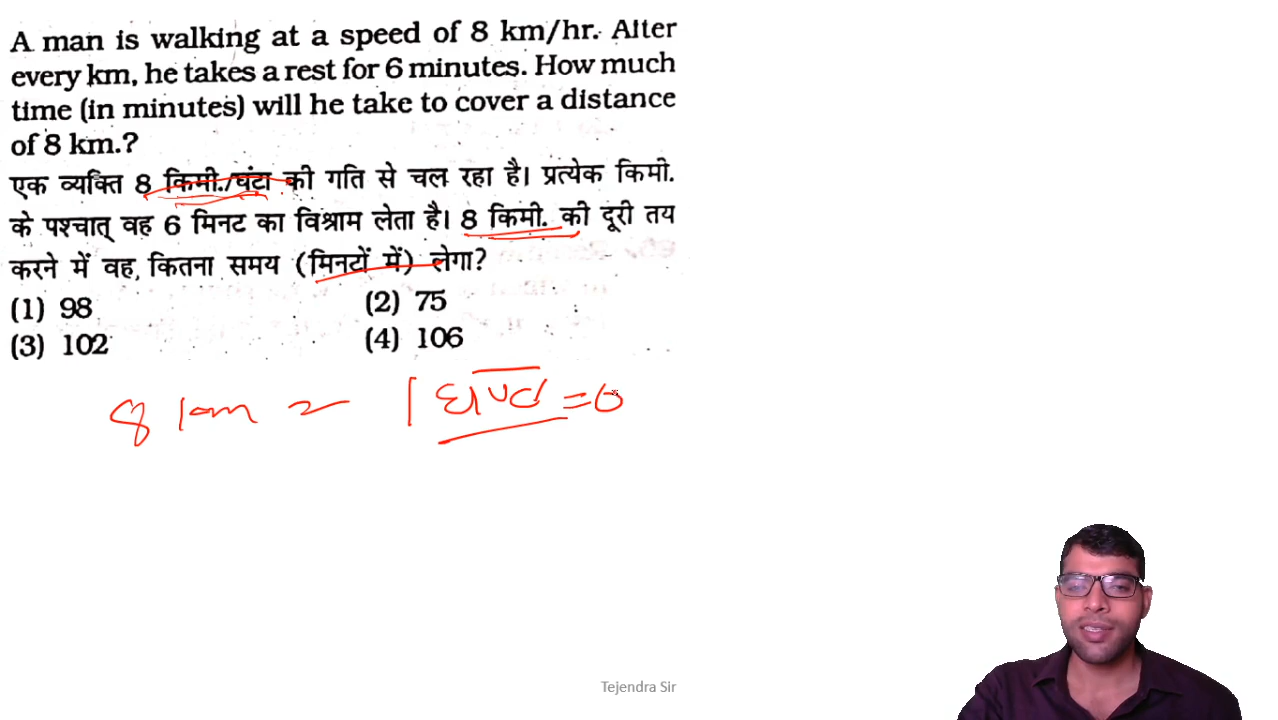 A man is walking at a speed of 8 km/hr. After
every km, he takes a rest for 6 minutes. How much
time (in minutes) will he take to cover a distance
of 8 km.?
एक व्यक्ति 8 किमी./घंटा की गति से चल रहा है। प्रत्येक किमी.
के पश्चात् वह 6 मिनट का विश्राम लेता है। 8 किमी. की दूरी तय
करने में वह, कितना समय (मिनटों में) लेगा?
(1) 98 (2) 75
(3) 102 (4) 106
8 km = 1 घण्टा = 6
Tejendra Sir